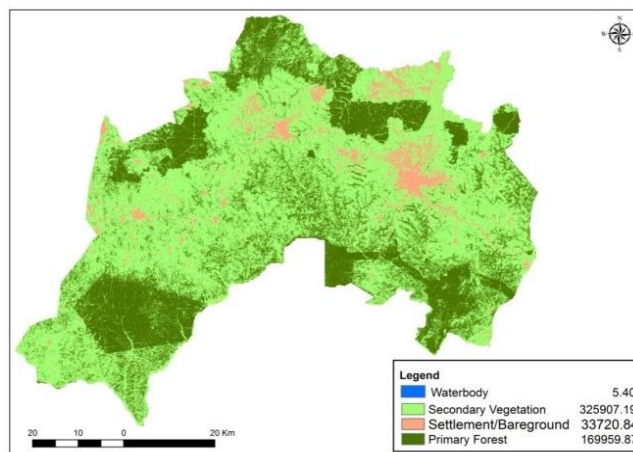 N
W E
S
Legend
Waterbody 5.40
Secondary Vegetation 325907.19
Settlement/Bareground 33720.84
Primary Forest 169959.87
20 10 0 20 Km